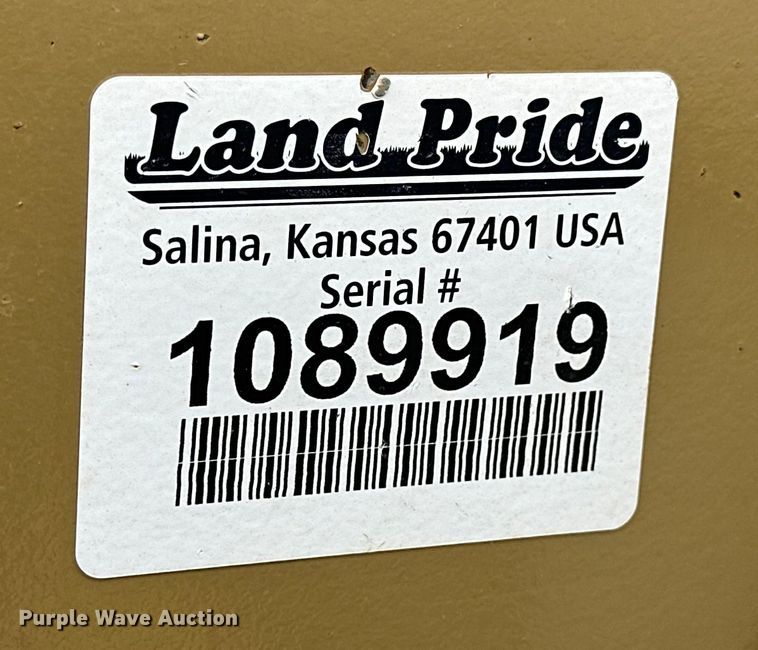 Land Pride
Salina, Kansas 67401 USA
Serial #
1089919
Purple Wave Auction